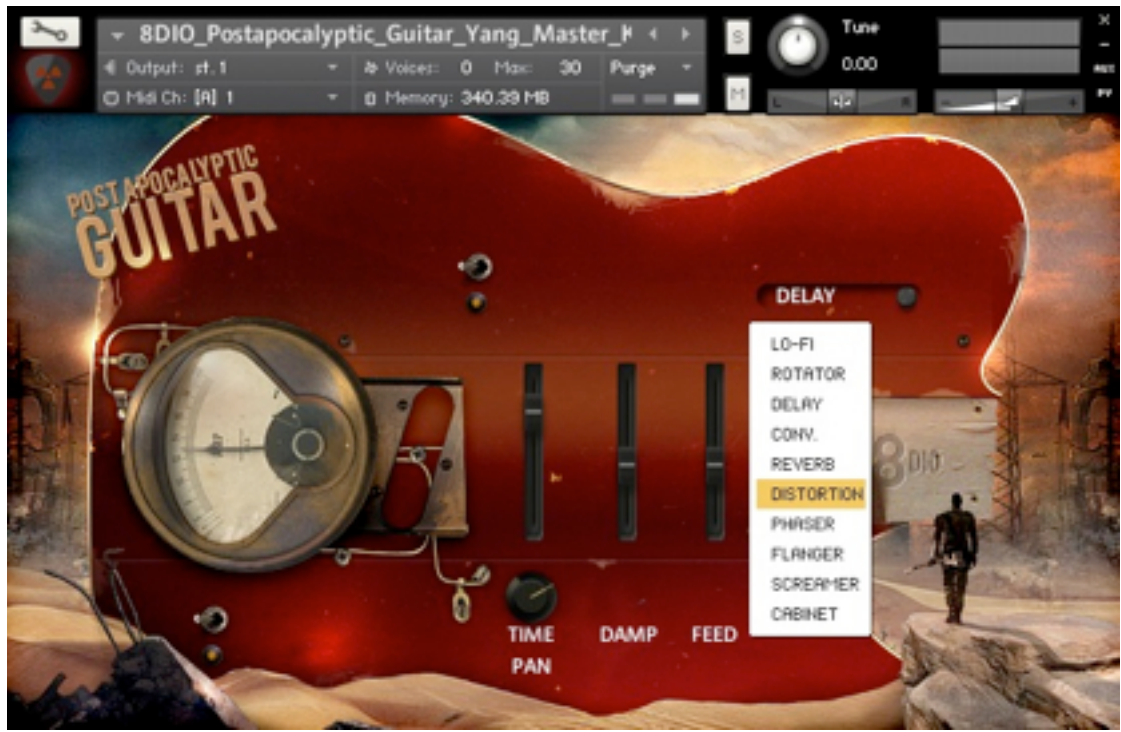 8DIO_Postapocalyptic_Guitar_Yang_Master_
S
Tune
Output: st.1
Voices: 0 Max: 30
Purge
0.00
Midi Ch: [A] 1
Memory: 340.39 MB
M
L
R
- +
AUX
PV
POST APOCALYPTIC
GUITAR
DELAY
LO-FI
ROTATOR
DELAY
CONV.
REVERB
8DIO
DISTORTION
PHASER
FLANGER
SCREAMER
CABINET
TIME
DAMP
FEED
PAN